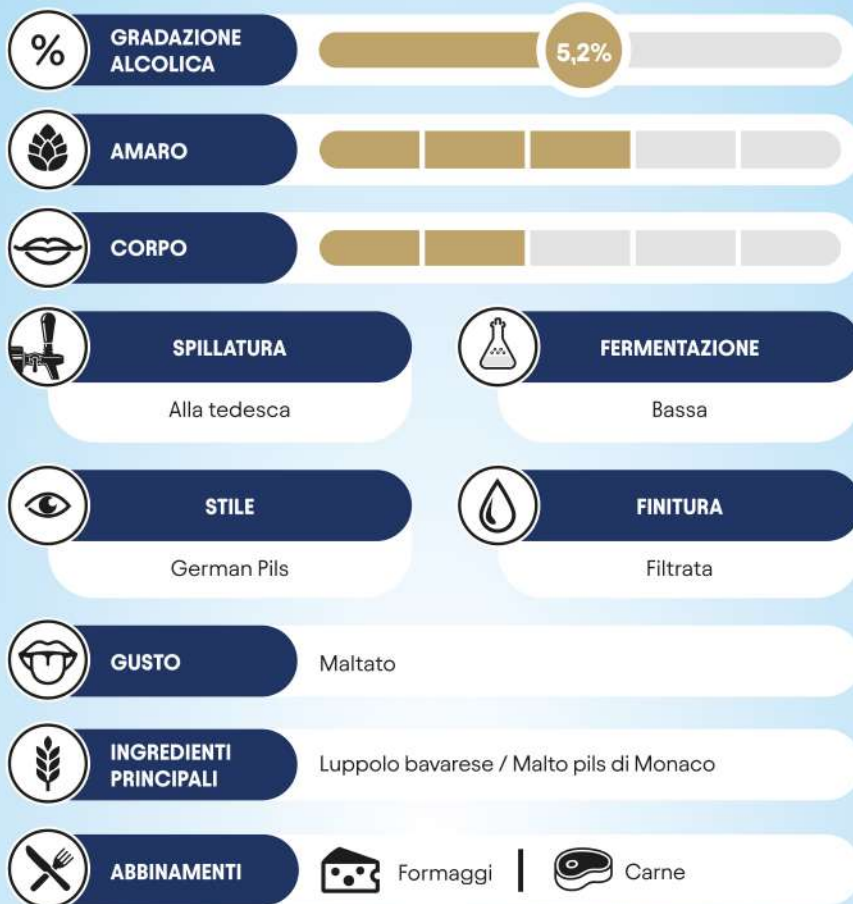 %
GRADAZIONE
ALCOLICA
5,2%
AMARO
CORPO
SPILLATURA
Alla tedesca
FERMENTAZIONE
Bassa
STILE
German Pils
FINITURA
Filtrata
GUSTO
Maltato
INGREDIENTI
PRINCIPALI
Luppolo bavarese / Malto pils di Monaco
ABBINAMENTI
Formaggi
Carne